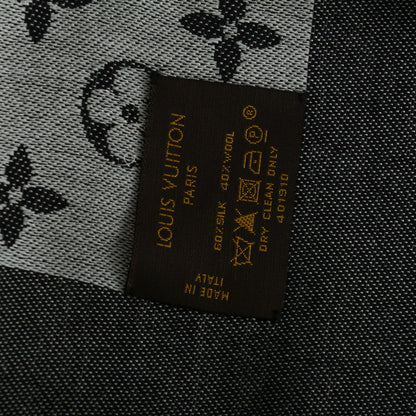 LOUIS VUITTON
PARIS
60%SILK 40%WOOL
DRY CLEAN ONLY
401910
MADE IN
ITALY